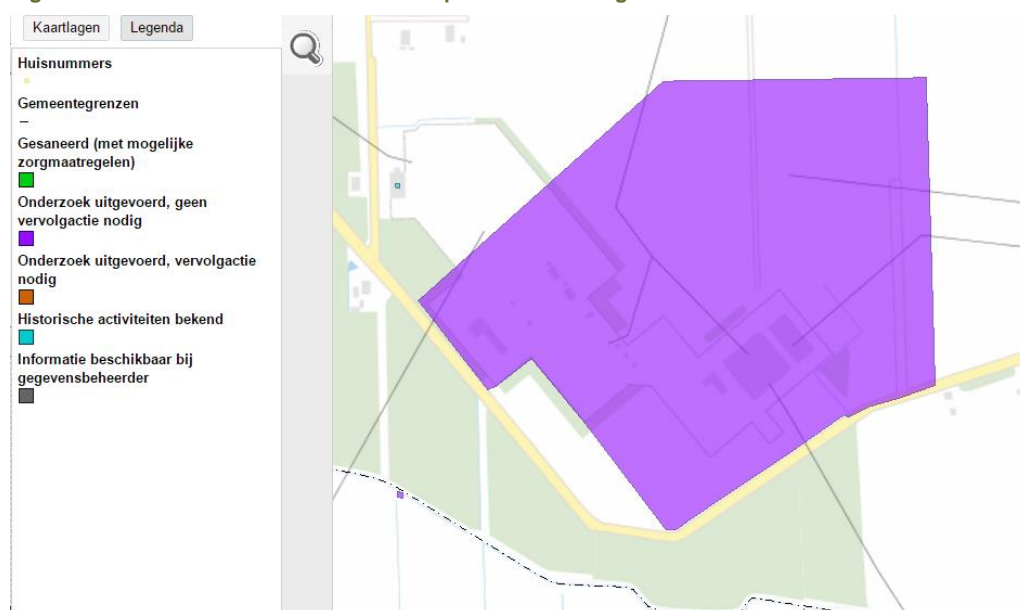 Kaartlagen Legenda
Huisnummers
Gemeentegrenzen
Gesaneerd (met mogelijke
zorgmaatregelen)
Onderzoek uitgevoerd, geen
vervolgactie nodig
Onderzoek uitgevoerd, vervolgactie
nodig
Historische activiteiten bekend
Informatie beschikbaar bij
gegevensbeheerder